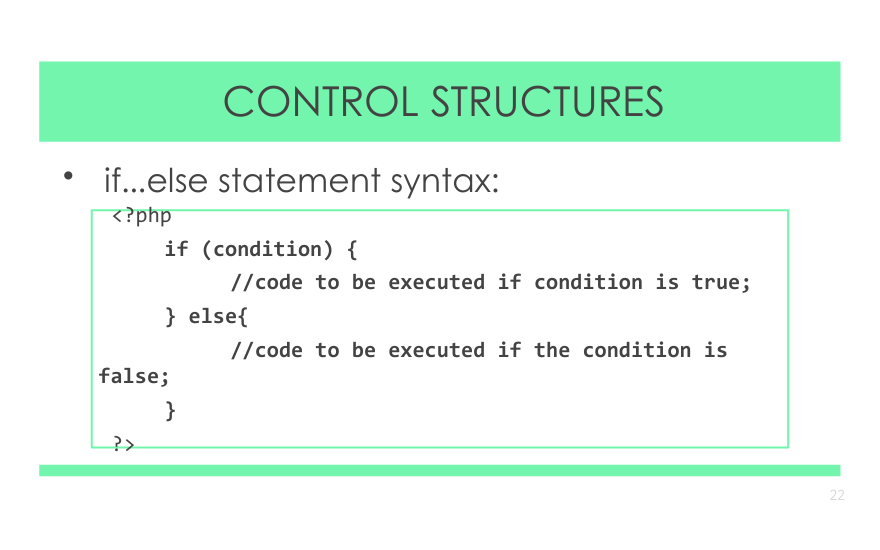 CONTROL STRUCTURES
• if...else statement syntax:
<?php
if (condition) {
//code to be executed if condition is true;
} else{
//code to be executed if the condition is
false;
}
?>
22